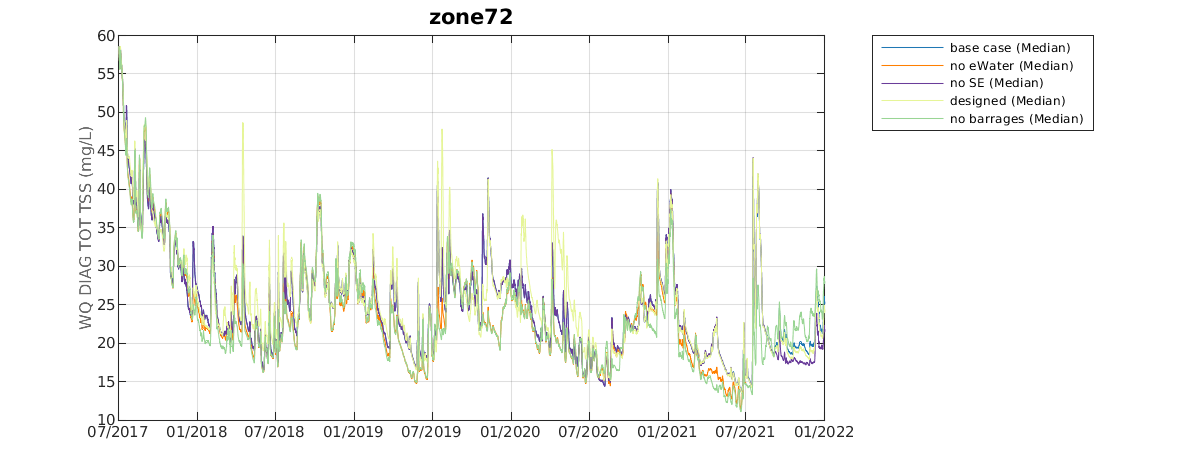 zone72
WQ DIAG TOT TSS (mg/L)
60
55
50
45
40
35
30
25
20
15
10
07/2017 01/2018 07/2018 01/2019 07/2019 01/2020 07/2020 01/2021 07/2021 01/2022
base case (Median)
no eWater (Median)
no SE (Median)
designed (Median)
no barrages (Median)